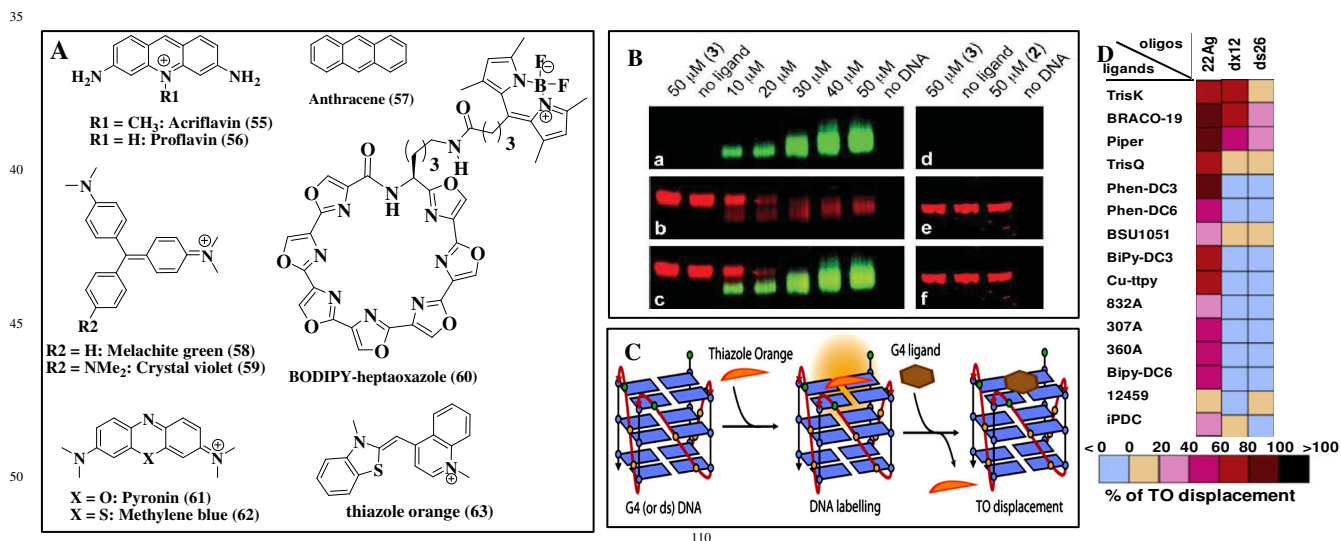 35
40
45
50
A
H₂N
⊕
N
R1
NH₂
R1 = CH₃: Acriflavin (55)
R1 = H: Proflavin (56)
Anthracene (57)
R2
R2 = H: Melachite green (58)
R2 = NMe₂: Crystal violet (59)
BODIPY-heptaoxazole (60)
X = O: Pyronin (61)
X = S: Methylene blue (62)
thiazole orange (63)
B
50 µM (3)
no ligand
10 µM
20 µM
30 µM
40 µM
50 µM
no DNA
50 µM (3)
no ligand
50 µM (2)
no DNA
a
b
c
d
e
f
C
Thiazole Orange
G4 ligand
G4 (or ds) DNA
DNA labelling
TO displacement
110
D
oligos
ligands
22Ag
dx12
ds26
TrisK
BRACO-19
Piper
TrisQ
Phen-DC3
Phen-DC6
BSU1051
BiPy-DC3
Cu-ttpy
832A
307A
360A
Bipy-DC6
12459
iPDC
< 0 0 20 40 60 80 100 >100
% of TO displacement